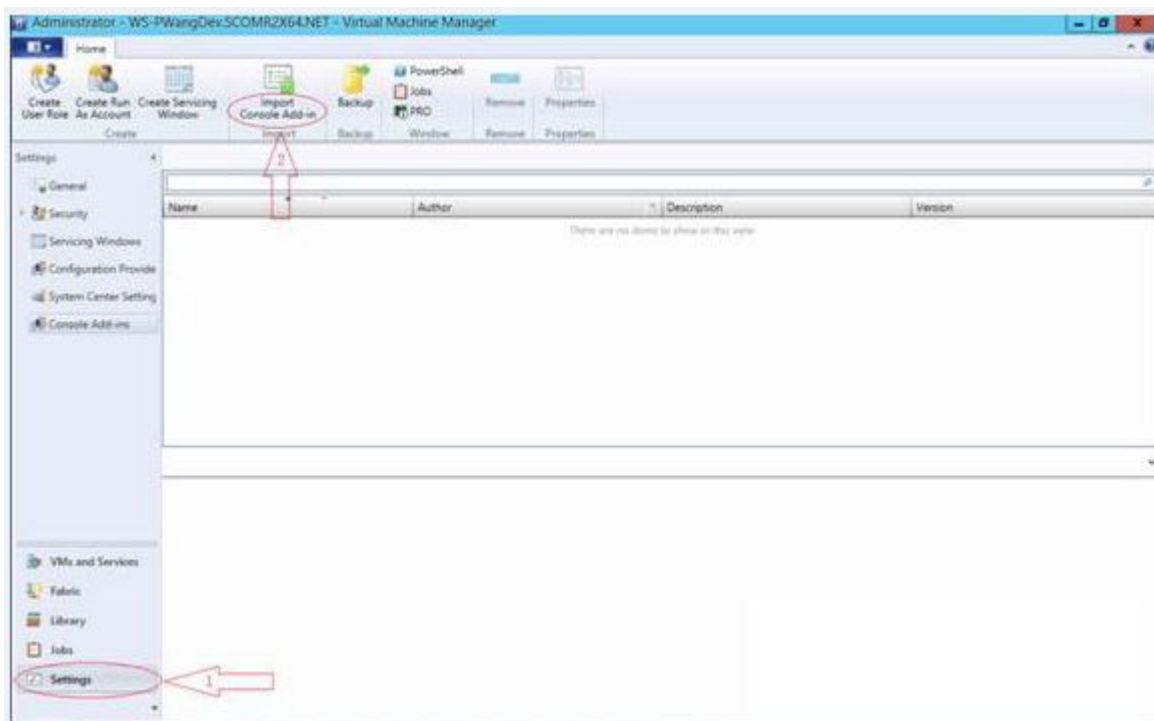 Administrator - WS-PWangDev.SCOMR2X64.NET - Virtual Machine Manager
Home
Create User Role
Create Run As Account
Create Servicing Window
Import Console Add-in
Backup
PowerShell
Jobs
PRO
Remove
Properties
Create
Import
Backup
Window
Remove
Properties
2
Settings
General
Security
Servicing Windows
Configuration Provide
System Center Setting
Console Add-ins
Name
Author
Description
Version
There are no items to show in this view
VMs and Services
Fabric
Library
Jobs
Settings
1